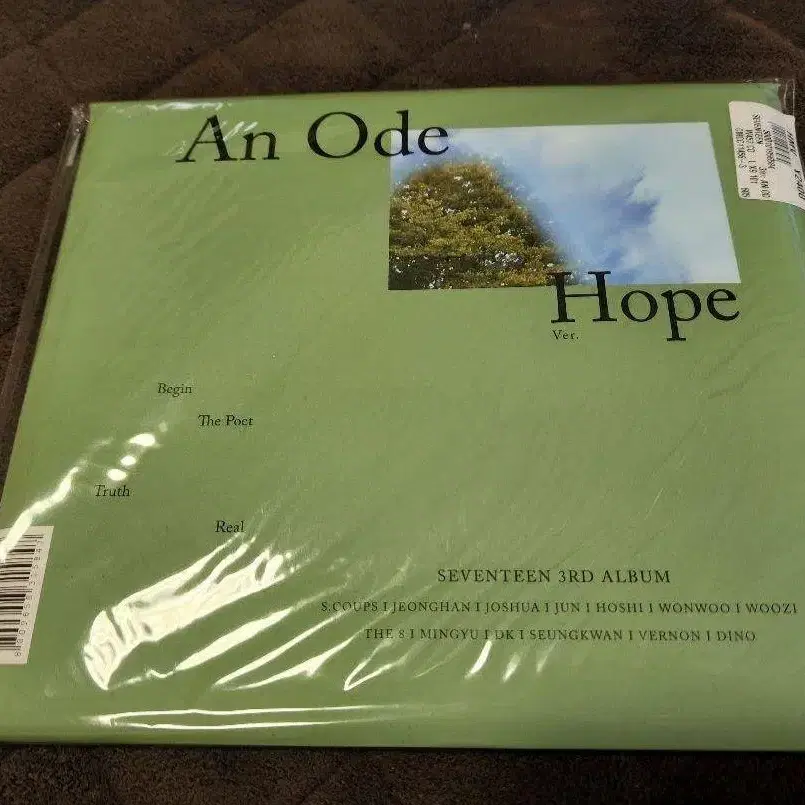 An Ode
Hope
Ver.
Begin
The Poet
Truth
Real
SEVENTEEN 3RD ALBUM
S.COUPS I JEONGHAN I JOSHUA I JUN I HOSHI I WONWOO I WOOZI
THE 8 I MINGYU I DK I SEUNGKWAN I VERNON I DINO